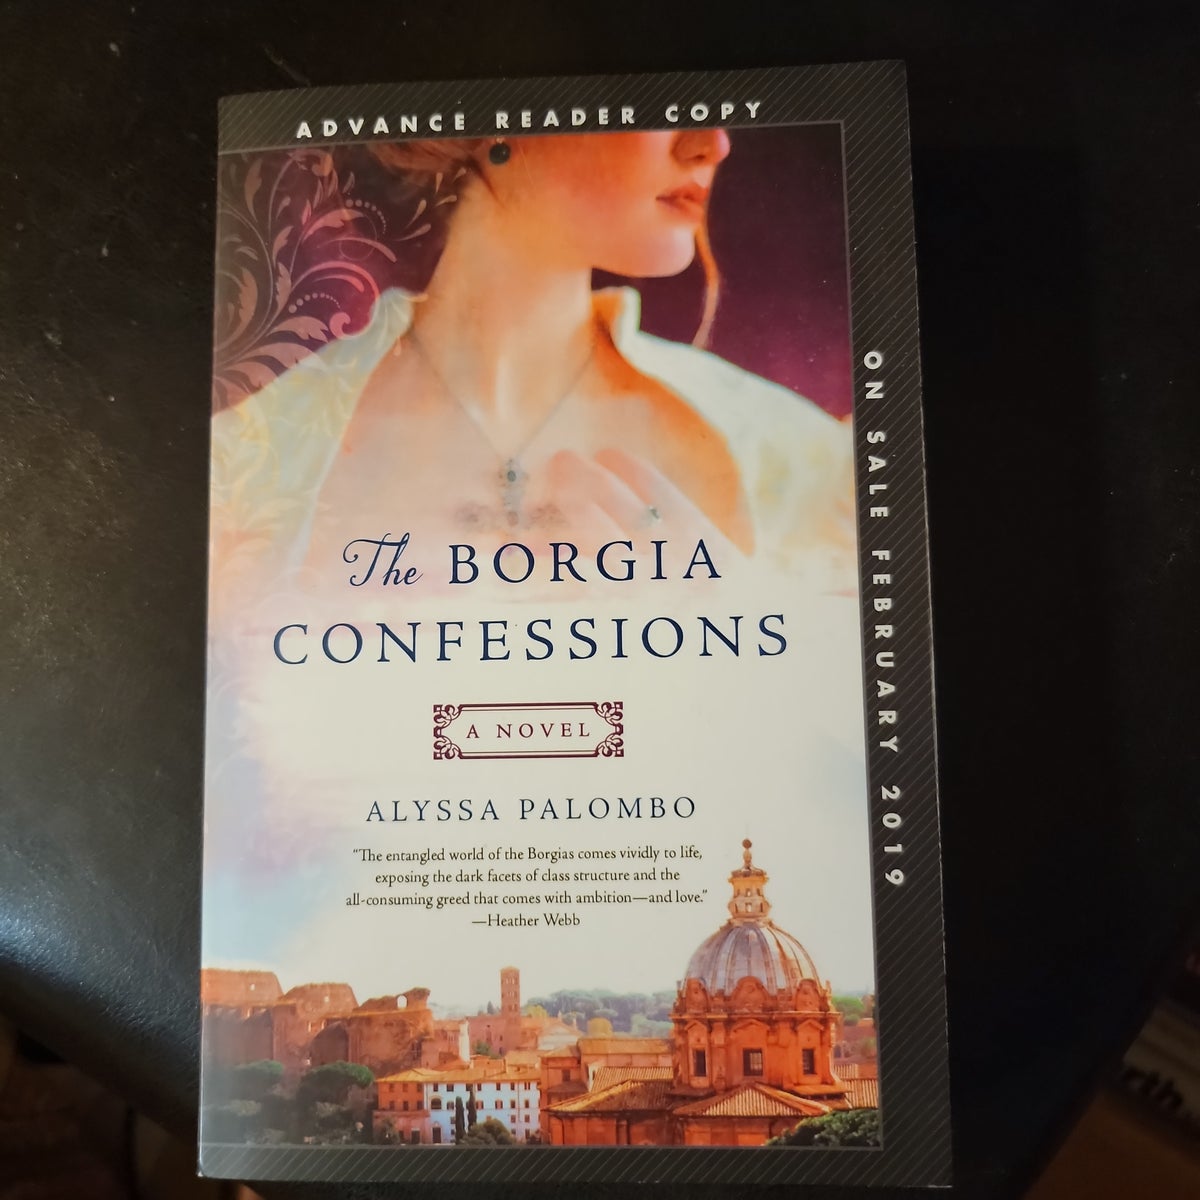 ADVANCE READER COPY
ON SALE FEBRUARY 2019
The BORGIA
CONFESSIONS
A NOVEL
ALYSSA PALOMBO
“The entangled world of the Borgias comes vividly to life,
exposing the dark facets of class structure and the
all-consuming greed that comes with ambition—and love.”
—Heather Webb